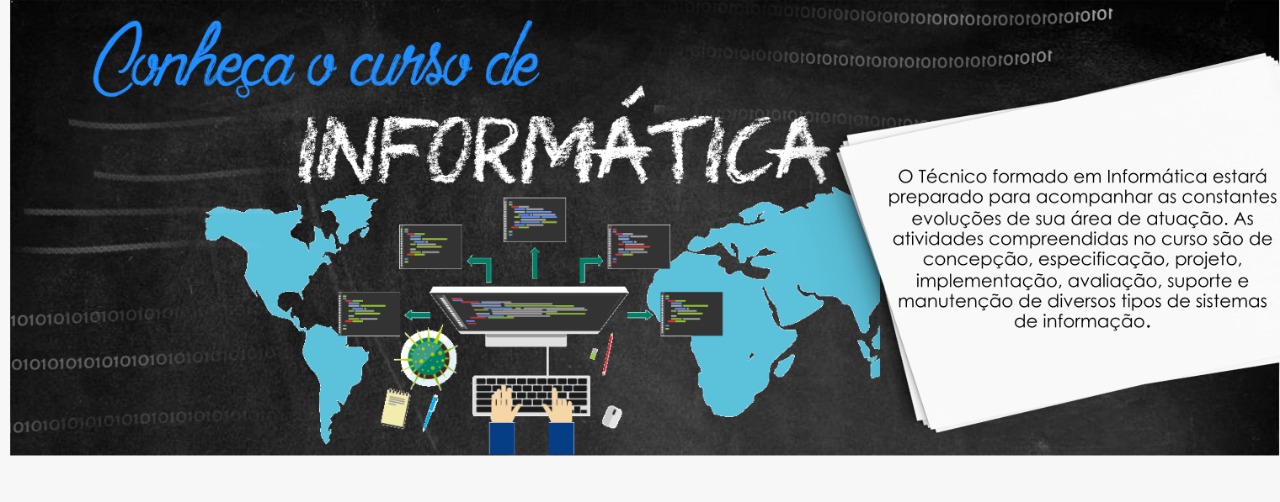 Conheça o curso de
INFORMÁTICA
O Técnico formado em Informática estará
preparado para acompanhar as constantes
evoluções de sua área de atuação. As
atividades compreendidas no curso são de
concepção, especificação, projeto,
implementação, avaliação, suporte e
manutenção de diversos tipos de sistemas
de informação.